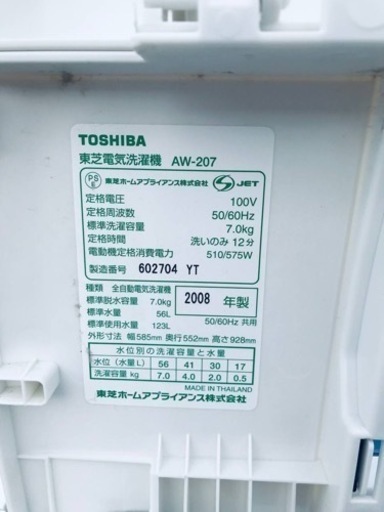 TOSHIBA
東芝電気洗濯機 AW-207
PS E 東芝ホームアプライアンス株式会社 S JET
定格電圧 100V
定格周波数 50/60Hz
標準洗濯容量 7.0kg
定格時間 洗いのみ 12分
電動機定格消費電力 510/575W
製造番号 602704 YT
種類 全自動電気洗濯機
標準脱水容量 7.0kg 2008 年製
標準水量 56L
標準使用水量 123L 50/60Hz 共用
外形寸法 幅585mm 奥行552mm 高さ928mm
水位別の洗濯容量と水量
水位(水量L) 56 41 30 17
洗濯容量 kg 7.0 4.0 2.0 0.5
MADE IN THAILAND
東芝ホームアプライアンス株式会社